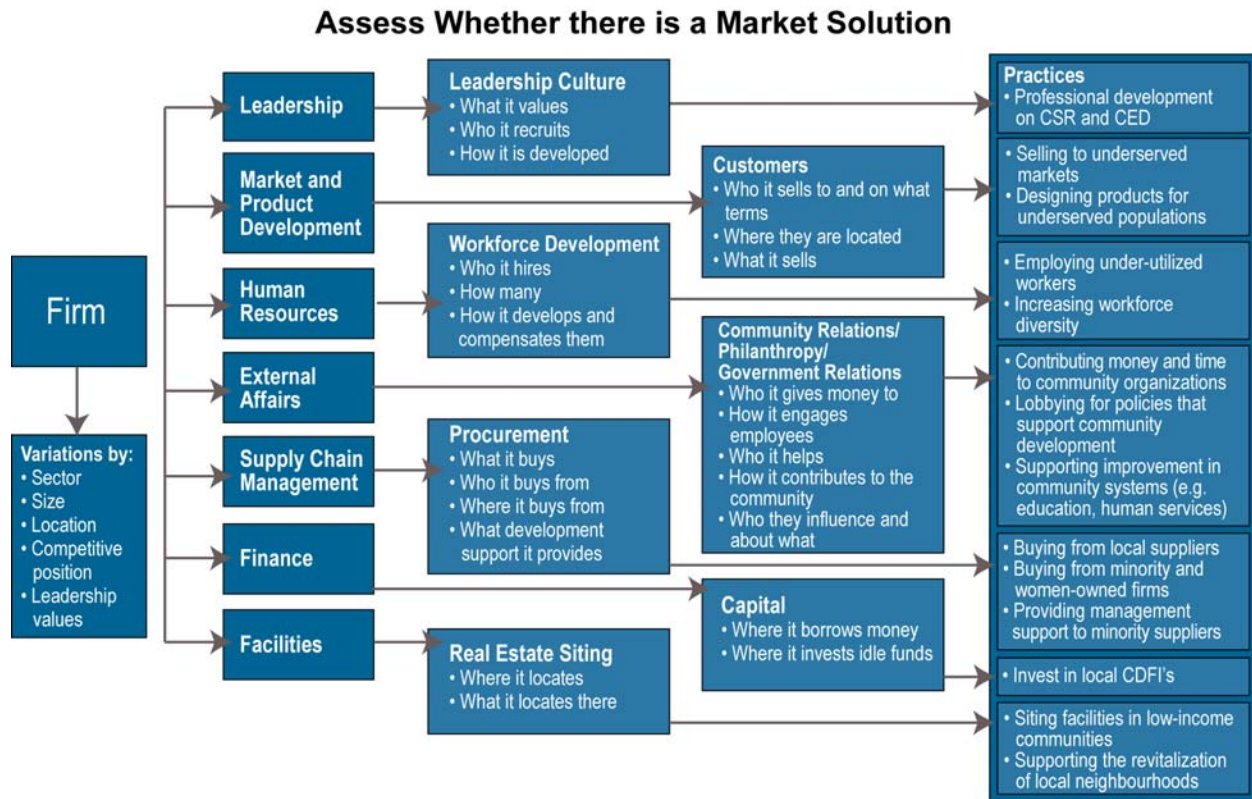 Assess Whether there is a Market Solution
Firm
Variations by:
• Sector
• Size
• Location
• Competitive
position
• Leadership
values
Leadership
Market and
Product
Development
Human
Resources
External
Affairs
Supply Chain
Management
Finance
Facilities
Leadership Culture
• What it values
• Who it recruits
• How it is developed
Workforce Development
• Who it hires
• How many
• How it develops and
compensates them
Procurement
• What it buys
• Who it buys from
• Where it buys from
• What development
support it provides
Real Estate Siting
• Where it locates
• What it locates there
Customers
• Who it sells to and on what
terms
• Where they are located
• What it sells
Community Relations/
Philanthropy/
Government Relations
• Who it gives money to
• How it engages
employees
• Who it helps
• How it contributes to the
community
• Who they influence and
about what
Capital
• Where it borrows money
• Where it invests idle funds
Practices
• Professional development
on CSR and CED
• Selling to underserved
markets
• Designing products for
underserved populations
• Employing under-utilized
workers
• Increasing workforce
diversity
• Contributing money and time
to community organizations
• Lobbying for policies that
support community
development
• Supporting improvement in
community systems (e.g.
education, human services)
• Buying from local suppliers
• Buying from minority and
women-owned firms
• Providing management
support to minority suppliers
• Invest in local CDFI's
• Siting facilities in low-income
communities
• Supporting the revitalization
of local neighbourhoods